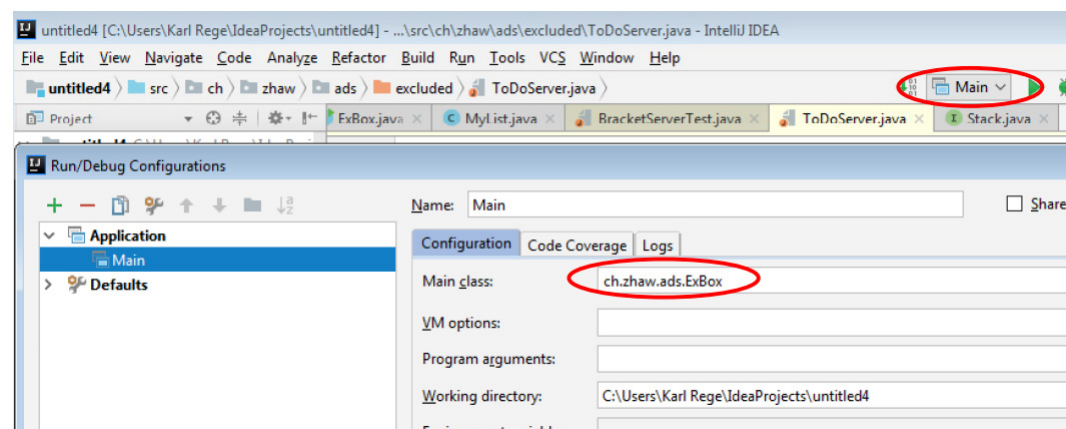 untitled4 [C:\Users\Karl Rege\IdeaProjects\untitled4] - ...\src\ch\zhaw\ads\excluded\ToDoServer.java - IntelliJ IDEA
File Edit View Navigate Code Analyze Refactor Build Run Tools VCS Window Help
untitled4 src ch zhaw ads excluded ToDoServer.java Main
Project ExBox.java MyList.java BracketServerTest.java ToDoServer.java Stack.java
Run/Debug Configurations
Name: Main Share
Application
Main
Defaults
Configuration Code Coverage Logs
Main class: ch.zhaw.ads.ExBox
VM options:
Program arguments:
Working directory: C:\Users\Karl Rege\IdeaProjects\untitled4